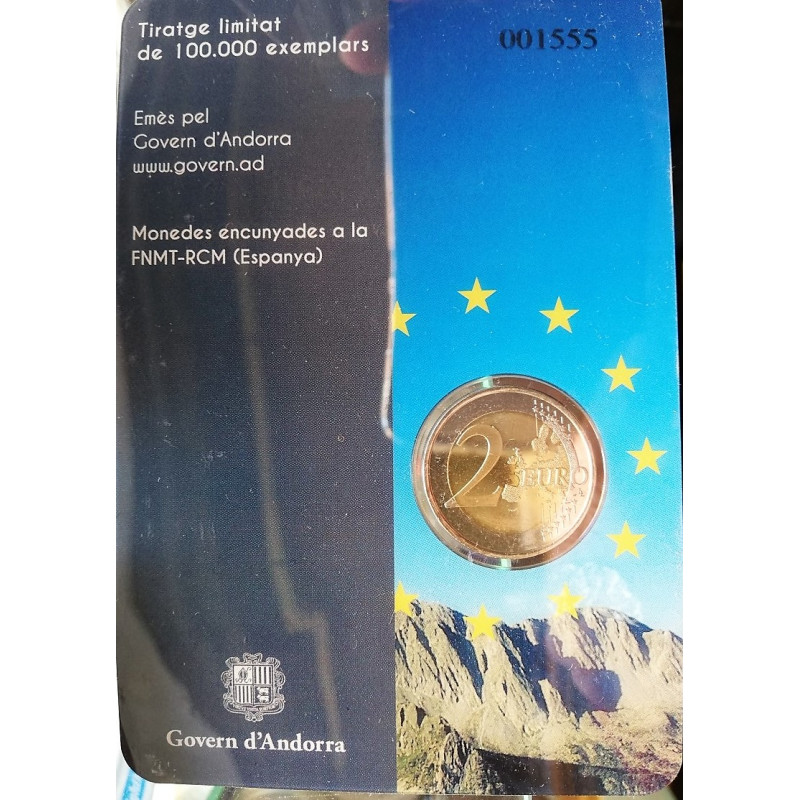 Tiratge limitat
de 100.000 exemplars
001555
Emès pel
Govern d'Andorra
www.govern.ad
Monedes encunyades a la
FNMT-RCM (Espanya)
2 EURO
Govern d'Andorra